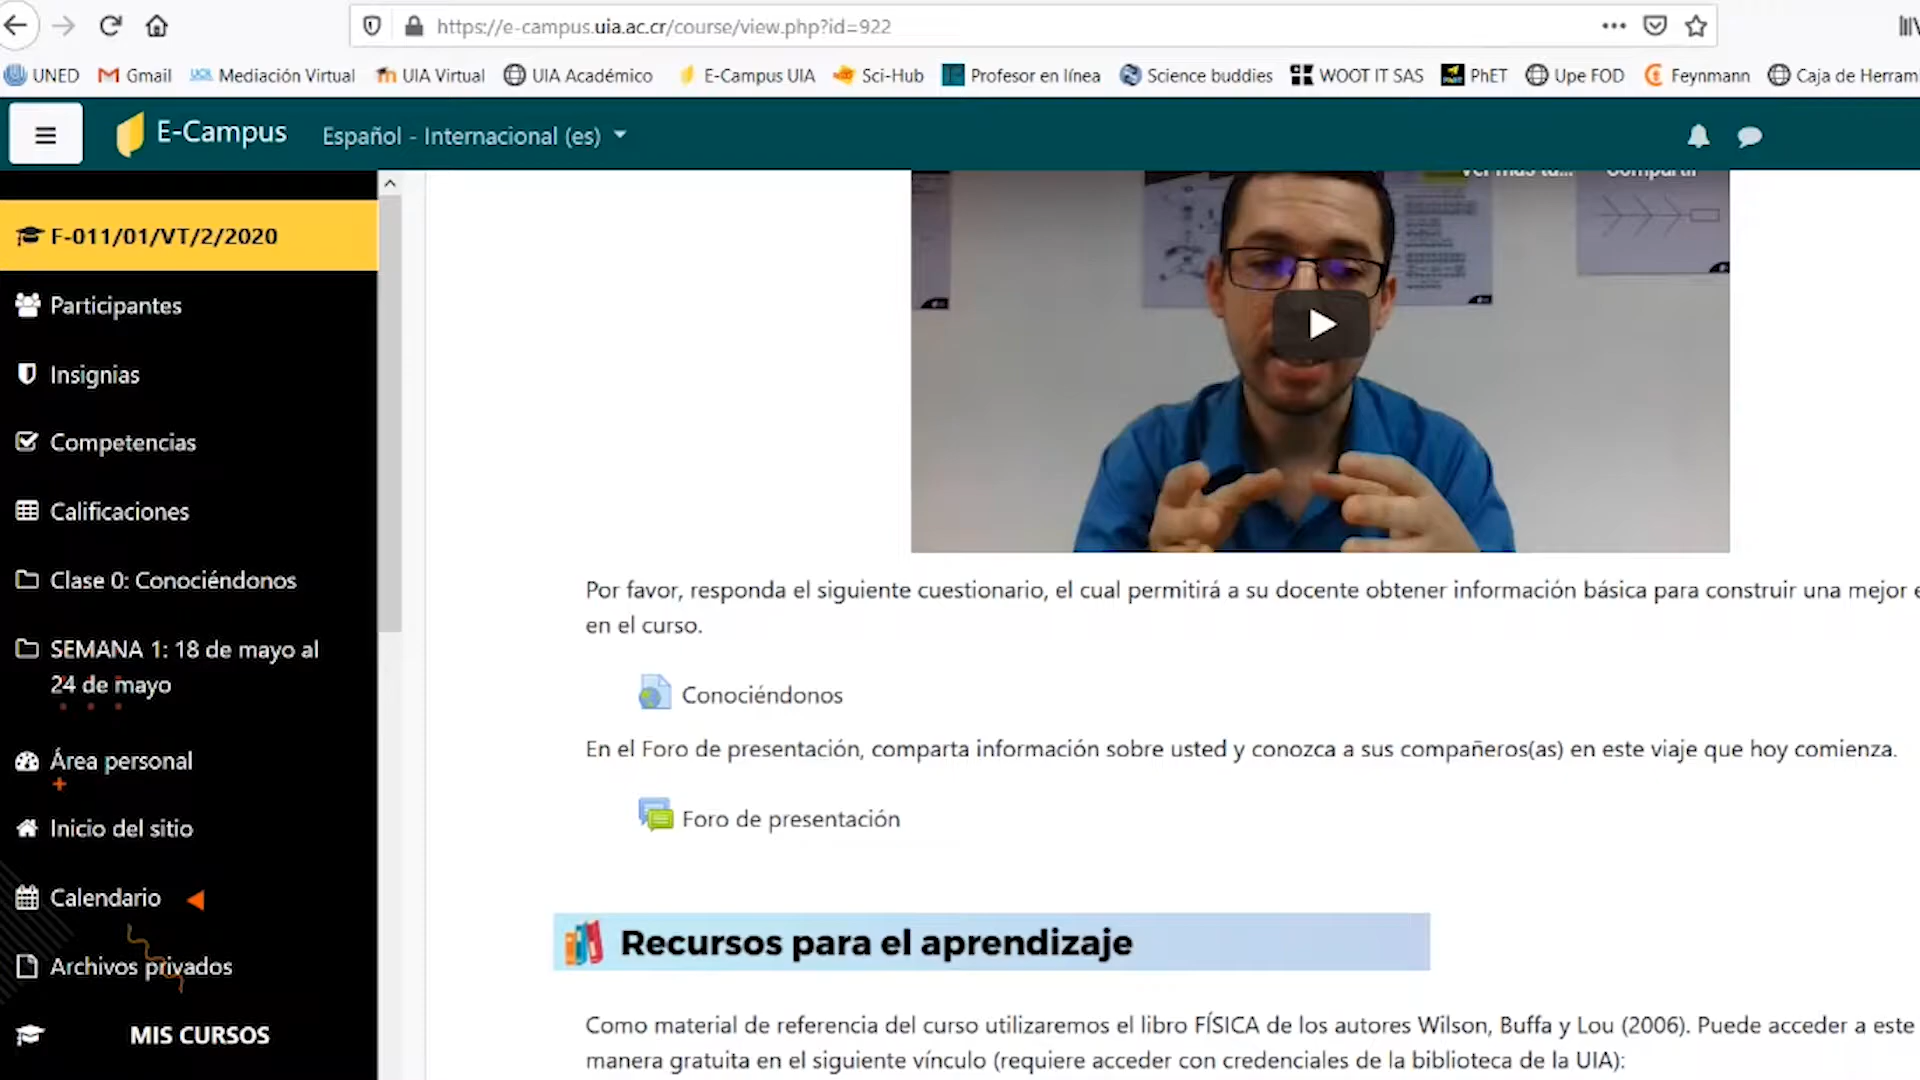 https://e-campus.uia.ac.cr/course/view.php?id=922
UNED Gmail Mediación Virtual UIA Virtual UIA Académico E-Campus UIA Sci-Hub Profesor en línea Science buddies WOOT IT SAS PhET Upe FOD Feynmann Caja de Herram
E-Campus Español - Internacional (es)
Ver más ta... Compartir
F-011/01/VT/2/2020
Participantes
Insignias
Competencias
Calificaciones
Clase 0: Conociéndonos
SEMANA 1: 18 de mayo al
24 de mayo
Área personal
Inicio del sitio
Calendario
Archivos privados
MIS CURSOS
Por favor, responda el siguiente cuestionario, el cual permitirá a su docente obtener información básica para construir una mejor e
en el curso.
Conociéndonos
En el Foro de presentación, comparta información sobre usted y conozca a sus compañeros(as) en este viaje que hoy comienza.
Foro de presentación
Recursos para el aprendizaje
Como material de referencia del curso utilizaremos el libro FÍSICA de los autores Wilson, Buffa y Lou (2006). Puede acceder a este
manera gratuita en el siguiente vínculo (requiere acceder con credenciales de la biblioteca de la UIA):